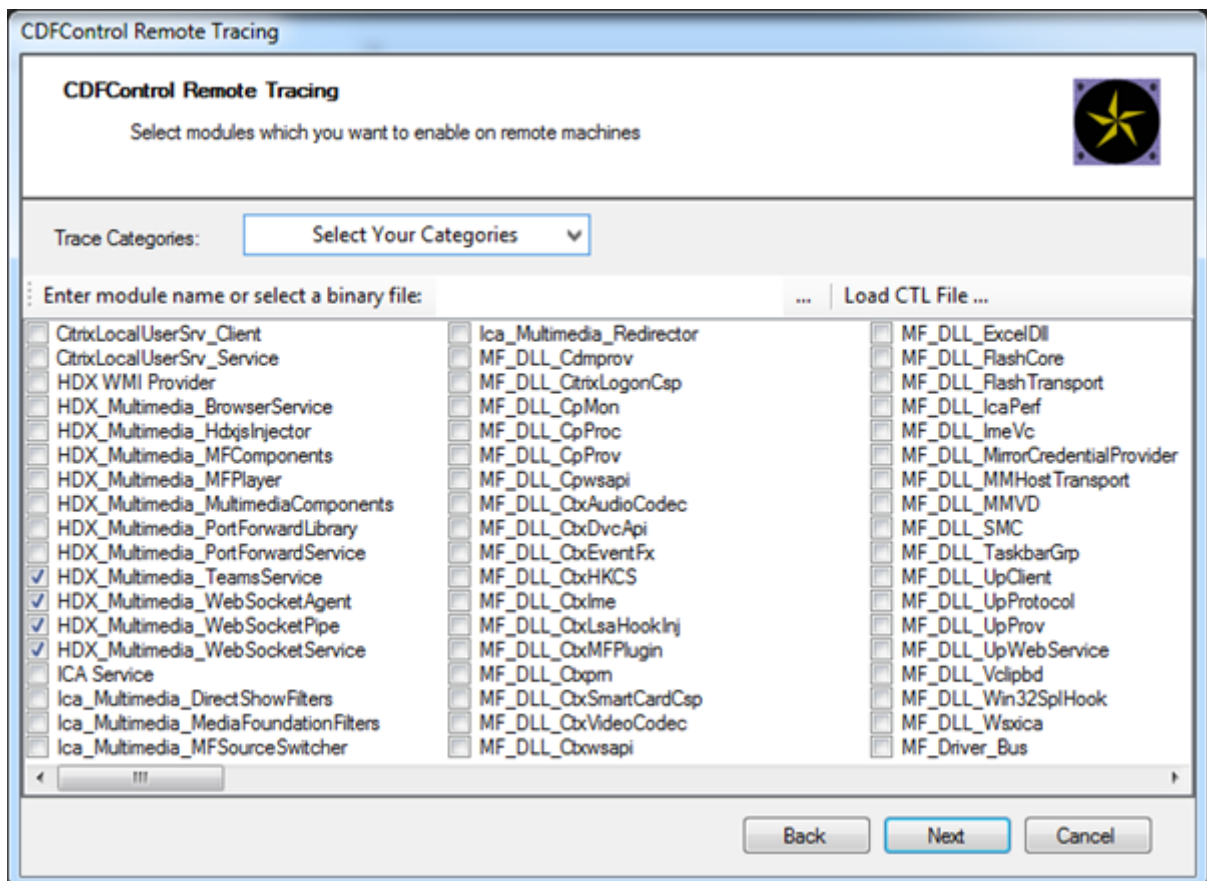 CDFControl Remote Tracing
CDFControl Remote Tracing
Select modules which you want to enable on remote machines
Trace Categories:
Select Your Categories
Enter module name or select a binary file:
...
Load CTL File ...
CitrixLocalUserSrv_Client
CitrixLocalUserSrv_Service
HDX WMI Provider
HDX_Multimedia_BrowserService
HDX_Multimedia_HdxjsInjector
HDX_Multimedia_MFComponents
HDX_Multimedia_MFPlayer
HDX_Multimedia_MultimediaComponents
HDX_Multimedia_PortForwardLibrary
HDX_Multimedia_PortForwardService
HDX_Multimedia_TeamsService
HDX_Multimedia_WebSocketAgent
HDX_Multimedia_WebSocketPipe
HDX_Multimedia_WebSocketService
ICA Service
Ica_Multimedia_DirectShowFilters
Ica_Multimedia_MediaFoundationFilters
Ica_Multimedia_MFSourceSwitcher
Ica_Multimedia_Redirector
MF_DLL_Cdmprov
MF_DLL_CitrixLogonCsp
MF_DLL_CpMon
MF_DLL_CpProc
MF_DLL_CpProv
MF_DLL_Cpwsapi
MF_DLL_CtxAudioCodec
MF_DLL_CtxDvcApi
MF_DLL_CtxEventFx
MF_DLL_CtxHKCS
MF_DLL_CtxIme
MF_DLL_CtxLsaHookInj
MF_DLL_CtxMFPlugin
MF_DLL_Ctxpm
MF_DLL_CtxSmartCardCsp
MF_DLL_CtxVideoCodec
MF_DLL_Ctxwsapi
MF_DLL_ExcelDll
MF_DLL_FlashCore
MF_DLL_FlashTransport
MF_DLL_IcaPerf
MF_DLL_ImeVc
MF_DLL_MirrorCredentialProvider
MF_DLL_MMHostTransport
MF_DLL_MMVD
MF_DLL_SMC
MF_DLL_TaskbarGrp
MF_DLL_UpClient
MF_DLL_UpProtocol
MF_DLL_UpProv
MF_DLL_UpWebService
MF_DLL_Vclipbd
MF_DLL_Win32SplHook
MF_DLL_Wsxica
MF_Driver_Bus
Back
Next
Cancel